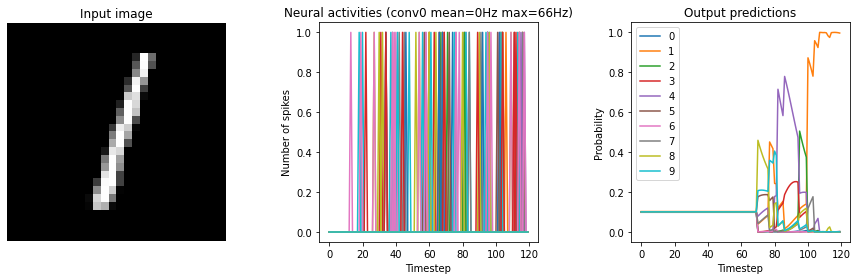 Input image
Neural activities (conv0 mean=0Hz max=66Hz)
Number of spikes
1.0
0.8
0.6
0.4
0.2
0.0
0 20 40 60 80 100 120
Timestep
Output predictions
Probability
1.0
0.8
0.6
0.4
0.2
0.0
0
1
2
3
4
5
6
7
8
9
0 20 40 60 80 100 120
Timestep